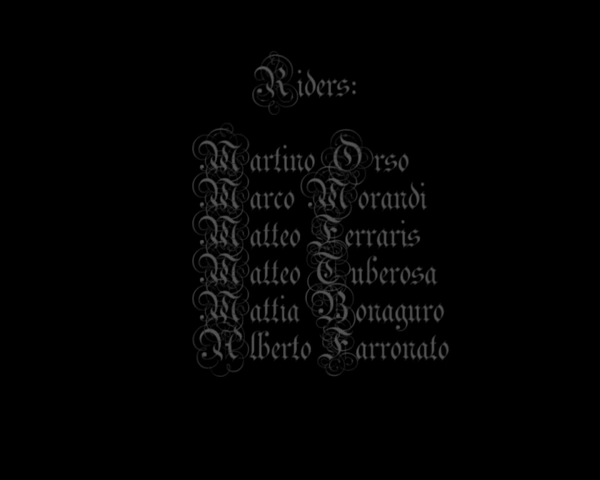 Riders:
Martino Orso
Marco Morandi
Matteo Ferraris
Matteo Tuberosa
Mattia Bonaguro
Alberto Farronato